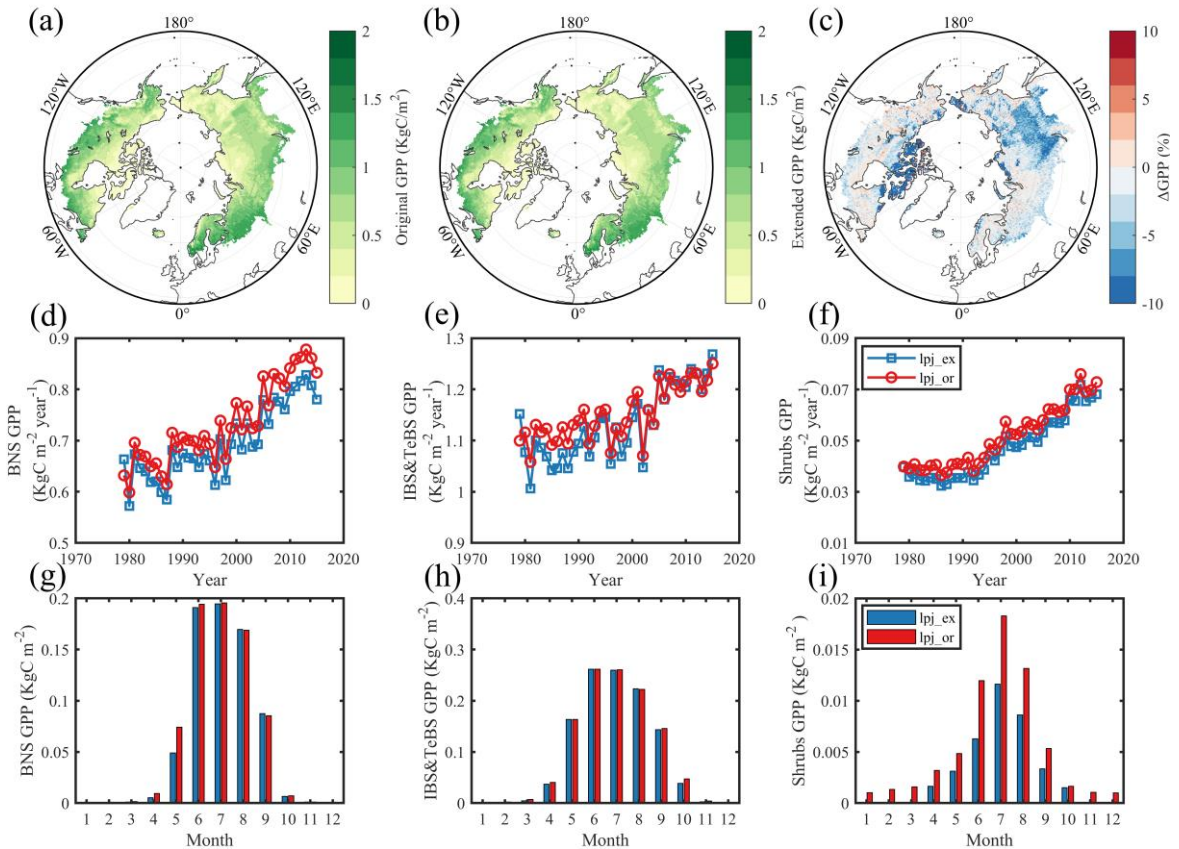 (a)
180°
120°W
120°E
60°W
60°E
0°
2
1.5
1
0.5
0
Original GPP (KgC/m²)
(b)
180°
120°W
120°E
60°W
60°E
0°
2
1.5
1
0.5
0
Extended GPP (KgC/m²)
(c)
180°
120°W
120°E
60°W
60°E
0°
10
5
0
-5
-10
ΔGPP (%)
(d)
0.9
0.8
0.7
0.6
0.5
BNS GPP
(KgC m⁻² year⁻¹)
1970 1980 1990 2000 2010 2020
Year
(e)
1.3
1.2
1.1
1
0.9
IBS&TeBS GPP
(KgC m⁻² year⁻¹)
1970 1980 1990 2000 2010 2020
Year
(f)
0.09
0.07
0.05
0.03
0.01
Shrubs GPP
(KgC m⁻² year⁻¹)
lpj_ex
lpj_or
1970 1980 1990 2000 2010 2020
Year
(g)
0.2
0.15
0.1
0.05
0
BNS GPP (KgC m⁻²)
1 2 3 4 5 6 7 8 9 10 11 12
Month
(h)
0.4
0.3
0.2
0.1
0
IBS&TeBS GPP (KgC m⁻²)
1 2 3 4 5 6 7 8 9 10 11 12
Month
(i)
0.02
0.015
0.01
0.005
0
Shrubs GPP (KgC m⁻²)
lpj_ex
lpj_or
1 2 3 4 5 6 7 8 9 10 11 12
Month